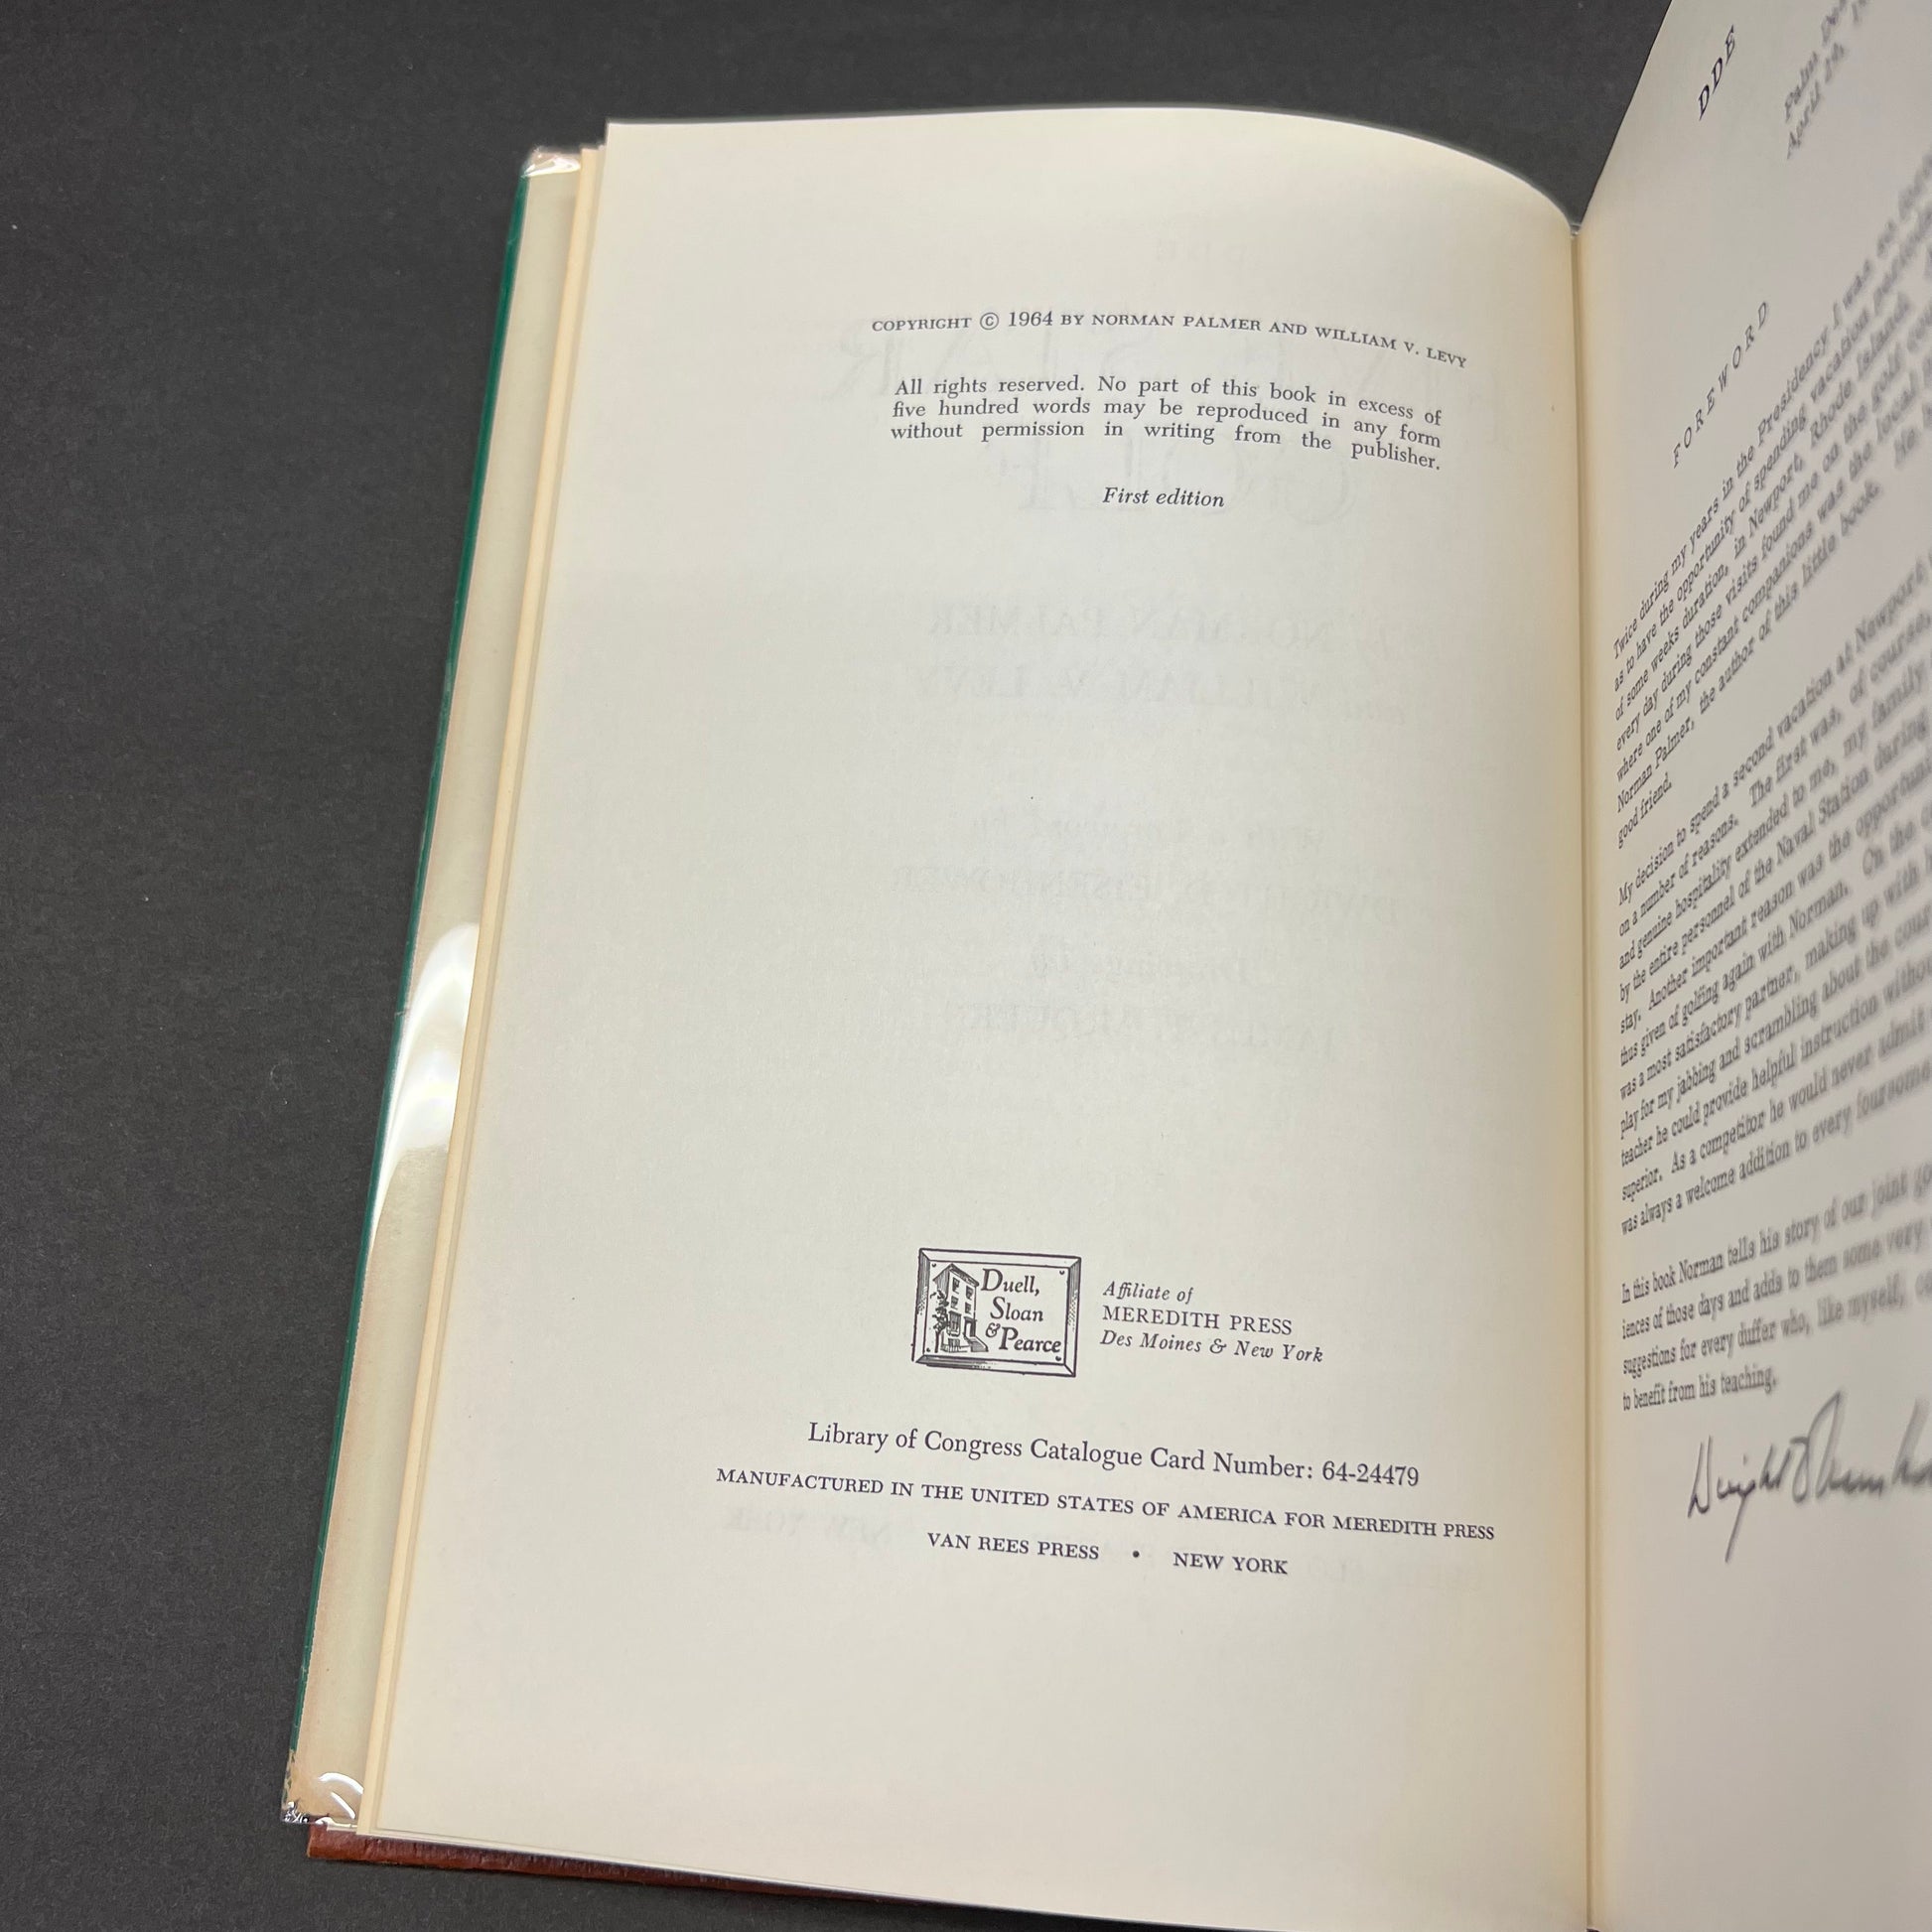 COPYRIGHT © 1964 BY NORMAN PALMER AND WILLIAM V. LEVY
All rights reserved. No part of this book in excess of
five hundred words may be reproduced in any form
without permission in writing from the publisher.
First edition
Duell,
Sloan
& Pearce
Affiliate of
MEREDITH PRESS
Des Moines & New York
Library of Congress Catalogue Card Number: 64-24479
MANUFACTURED IN THE UNITED STATES OF AMERICA FOR MEREDITH PRESS
VAN REES PRESS • NEW YORK
DDE
Palm
April
FOREWORD
Twice during my years in the Presidency I was so
as to have the opportunity of spending vacation periods
of some weeks duration, in Newport, Rhode Island.
every day during those visits found me on the golf
where one of my constant companions was the local
Norman Palmer, the author of this little book. He
good friend.
My decision to spend a second vacation at Newport
on a number of reasons. The first was, of course,
and genuine hospitality extended to me, my family
by the entire personnel of the Naval Station during
stay. Another important reason was the
thus given of golfing again with Norman. On the
was a most satisfactory partner, making up with
play for my jabbing and scrambling about the
teacher he could provide helpful instruction
superior. As a competitor he would never admit
was always a welcome addition to every foursome
In this book Norman tells his story of our joint
iences of those days and adds to them some very
suggestions for every duffer who, like myself,
to benefit from his teaching.
Dwight